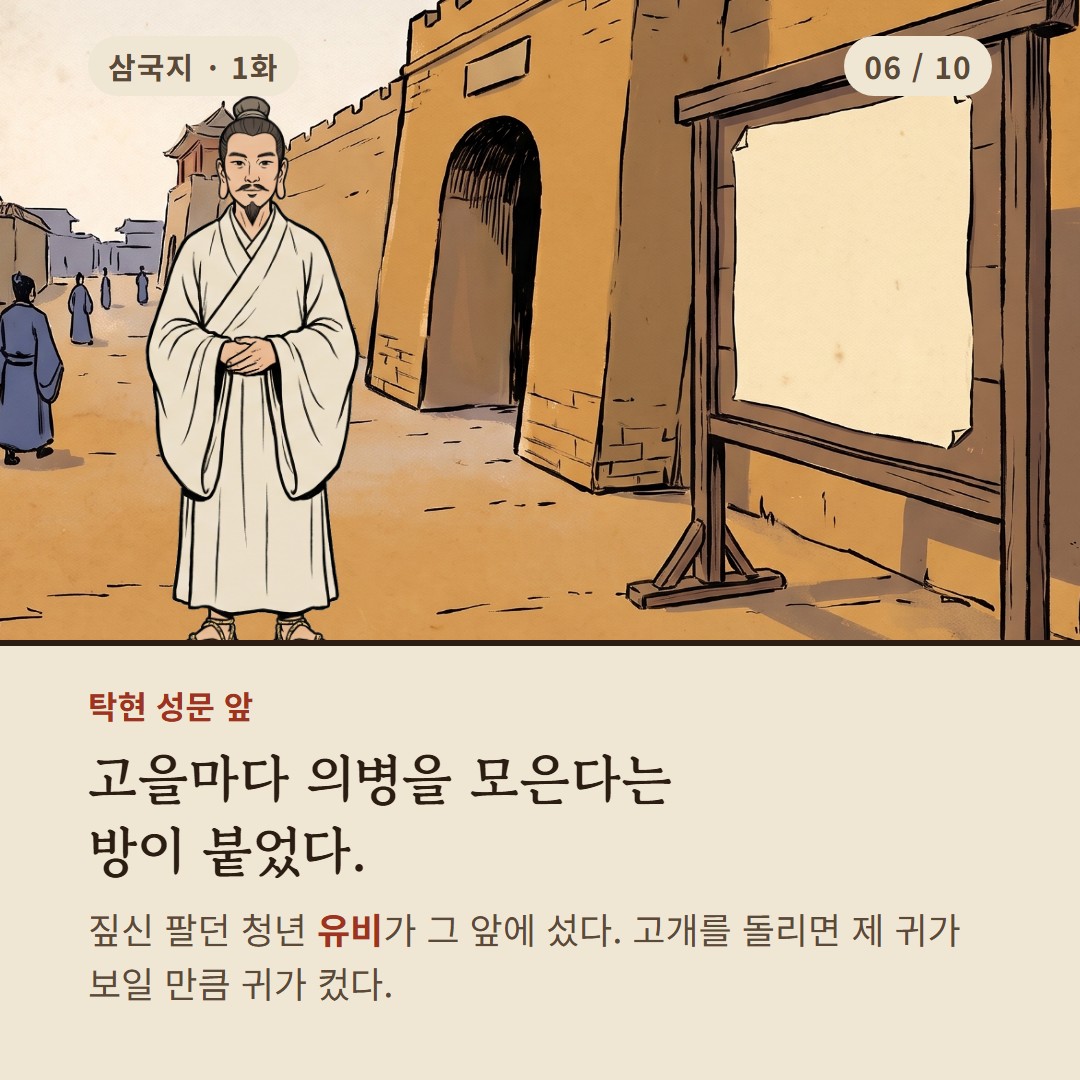 삼국지 · 1화
06 / 10
탁현 성문 앞
고을마다 의병을 모은다는
방이 붙었다.
짚신 팔던 청년 유비가 그 앞에 섰다. 고개를 돌리면 제 귀가
보일 만큼 귀가 컸다.